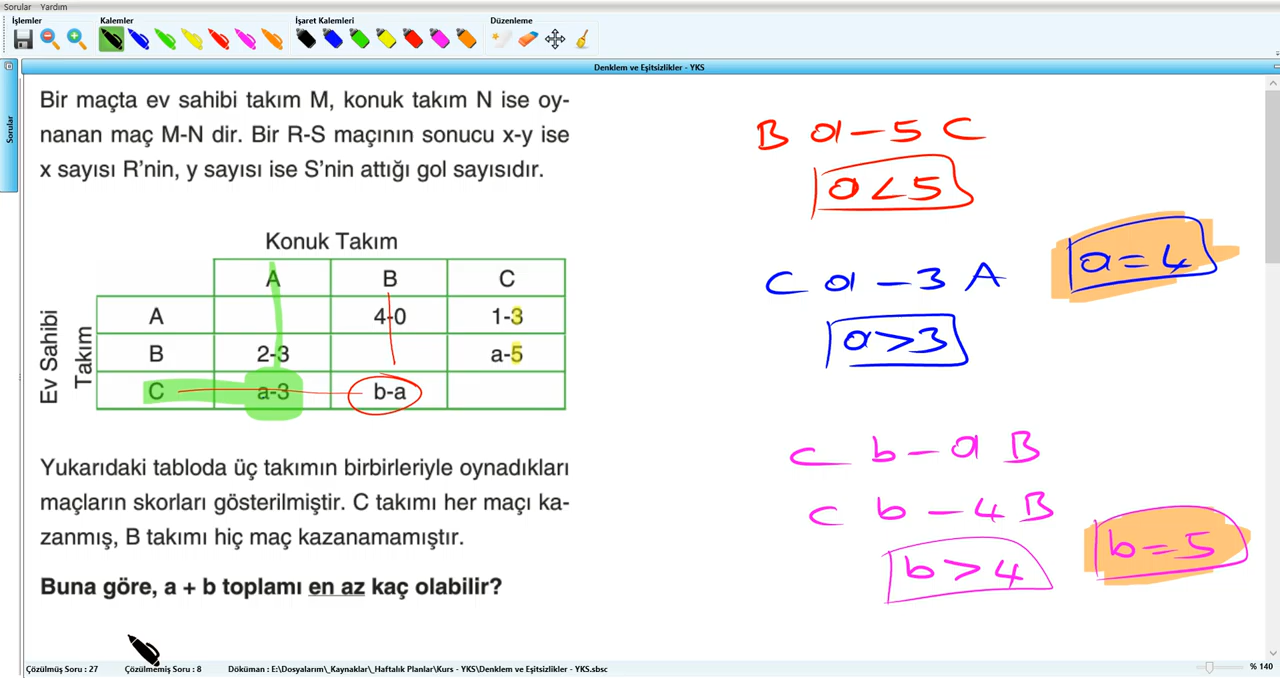 Sorular Yardım
İşlemler Kalemler İşaret Kalemleri Düzenleme
Denklem ve Eşitsizlikler - YKS
Sorular
Bir maçta ev sahibi takım M, konuk takım N ise oy-
nanan maç M-N dir. Bir R-S maçının sonucu x-y ise
x sayısı R'nin, y sayısı ise S'nin attığı gol sayısıdır.
Konuk Takım
A B C
Ev Sahibi
Takım
A 4-0 1-3
B 2-3 a-5
C a-3 b-a
Yukarıdaki tabloda üç takımın birbirleriyle oynadıkları
maçların skorları gösterilmiştir. C takımı her maçı ka-
zanmış, B takımı hiç maç kazanamamıştır.
Buna göre, a + b toplamı en az kaç olabilir?
B a - 5 C
a < 5
C a - 3 A
a > 3
a = 4
C b - a B
C b - 4 B
b > 4
b = 5
Çözülmüş Soru : 27 Çözülmemiş Soru : 8 Döküman : E:\Dosyalarım\_Kaynaklar\_Haftalık Planlar\Kurs - YKS\Denklem ve Eşitsizlikler - YKS.sbsc % 140